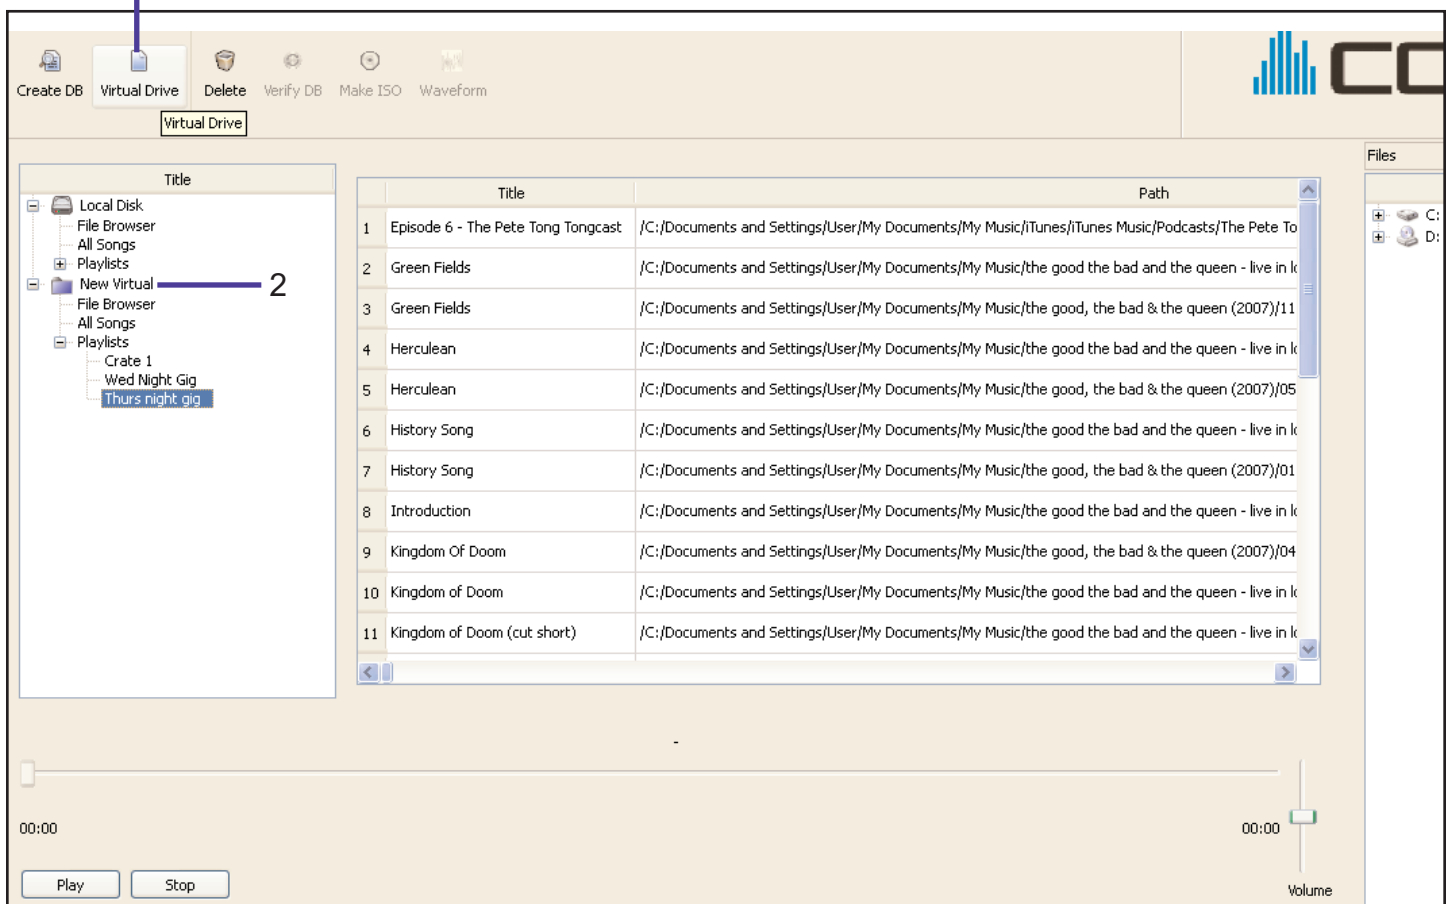 CC
Create DB Virtual Drive Delete Verify DB Make ISO Waveform
Virtual Drive
Files
Title
Local Disk
File Browser
All Songs
Playlists
New Virtual 2
File Browser
All Songs
Playlists
Crate 1
Wed Night Gig
Thurs night gig
Title Path
1 Episode 6 - The Pete Tong Tongcast /C:/Documents and Settings/User/My Documents/My Music/iTunes/iTunes Music/Podcasts/The Pete To
2 Green Fields /C:/Documents and Settings/User/My Documents/My Music/the good the bad and the queen - live in lo
3 Green Fields /C:/Documents and Settings/User/My Documents/My Music/the good, the bad & the queen (2007)/11
4 Herculean /C:/Documents and Settings/User/My Documents/My Music/the good the bad and the queen - live in lo
5 Herculean /C:/Documents and Settings/User/My Documents/My Music/the good, the bad & the queen (2007)/05
6 History Song /C:/Documents and Settings/User/My Documents/My Music/the good the bad and the queen - live in lo
7 History Song /C:/Documents and Settings/User/My Documents/My Music/the good, the bad & the queen (2007)/01
8 Introduction /C:/Documents and Settings/User/My Documents/My Music/the good the bad and the queen - live in lo
9 Kingdom Of Doom /C:/Documents and Settings/User/My Documents/My Music/the good, the bad & the queen (2007)/04
10 Kingdom of Doom /C:/Documents and Settings/User/My Documents/My Music/the good the bad and the queen - live in lo
11 Kingdom of Doom (cut short) /C:/Documents and Settings/User/My Documents/My Music/the good the bad and the queen - live in lo
C:
D:
-
00:00 00:00
Play Stop
Volume